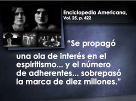 Enciclopedia Americana,
Vol. 25, p. 422
"Se propagó
una ola de interés en el
espiritismo... y el número
de adherentes... sobrepasó
la marca de diez millones."